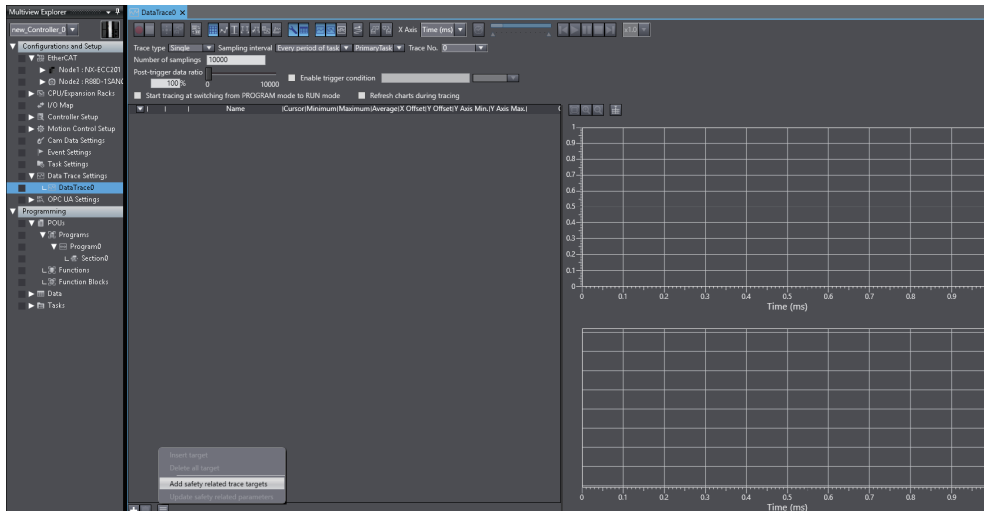 Multiview Explorer
new_Controller_0
Configurations and Setup
EtherCAT
Node1 : NX-ECC201
Node2 : R88D-1SAN
CPU/Expansion Racks
I/O Map
Controller Setup
Motion Control Setup
Cam Data Settings
Event Settings
Task Settings
Data Trace Settings
DataTrace0
OPC UA Settings
Programming
POUs
Programs
Program0
Section0
Functions
Function Blocks
Data
Tasks
DataTrace0
X Axis Time (ms) x1.0
Trace type Single Sampling interval Every period of task PrimaryTask Trace No. 0
Number of samplings 10000
Post-trigger data ratio
100 % 0 10000
Enable trigger condition
Start tracing at switching from PROGRAM mode to RUN mode Refresh charts during tracing
Name |Cursor|Minimum|Maximum|Average|X Offset|Y Offset|Y Axis Min.|Y Axis Max.|
Insert target
Delete all target
Add safety related trace targets
Update safety related parameters
1
0.9
0.8
0.7
0.6
0.5
0.4
0.3
0.2
0.1
0
0 0.1 0.2 0.3 0.4 0.5 0.6 0.7 0.8 0.9
Time (ms)
0 0.1 0.2 0.3 0.4 0.5 0.6 0.7 0.8 0.9
Time (ms)